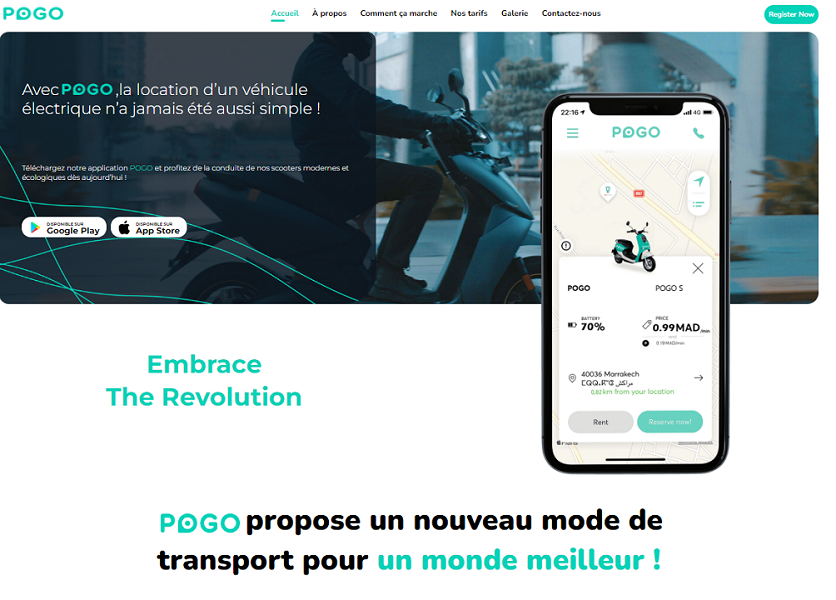 POGO
Accueil À propos Comment ça marche Nos tarifs Galerie Contactez-nous
Register Now
Avec POGO ,la location d'un véhicule
électrique n'a jamais été aussi simple !
Téléchargez notre application POGO et profitez de la conduite de nos scooters modernes et
écologiques dès aujourd'hui !
DISPONIBLE SUR
Google Play
DISPONIBLE SUR
App Store
22:16 4G
POGO
POGO POGO S
BATTERY
70%
PRICE
0.99MAD/min
0.19MAD/min
40036 Marrakech
مراكش
0.82 km from your location
Rent Reserve now!
Embrace
The Revolution
POGO propose un nouveau mode de
transport pour un monde meilleur !